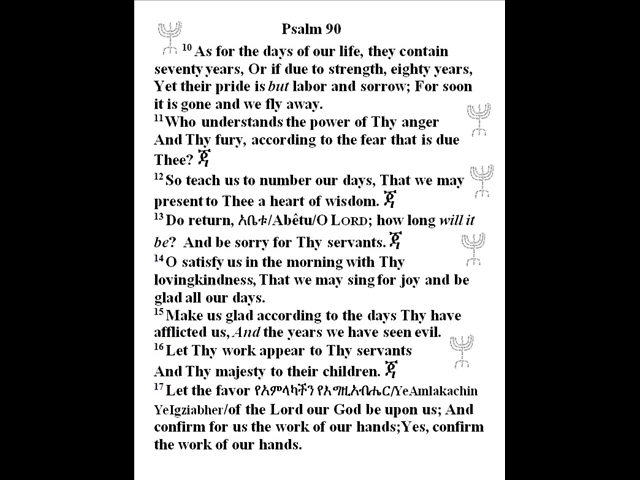 Psalm 90
10 As for the days of our life, they contain
seventy years, Or if due to strength, eighty years,
Yet their pride is but labor and sorrow; For soon
it is gone and we fly away.
11 Who understands the power of Thy anger
And Thy fury, according to the fear that is due
Thee? ጃ
12 So teach us to number our days, That we may
present to Thee a heart of wisdom. ጃ
13 Do return, አቤቱ/Abêtu/O LORD; how long will it
be? And be sorry for Thy servants. ጃ
14 O satisfy us in the morning with Thy
lovingkindness, That we may sing for joy and be
glad all our days.
15 Make us glad according to the days Thy have
afflicted us, And the years we have seen evil.
16 Let Thy work appear to Thy servants
And Thy majesty to their children. ጃ
17 Let the favor የአምላካችን የእግዚአብሔር/YeAmlakachin
YeIgziabher/of the Lord our God be upon us; And
confirm for us the work of our hands;Yes, confirm
the work of our hands.